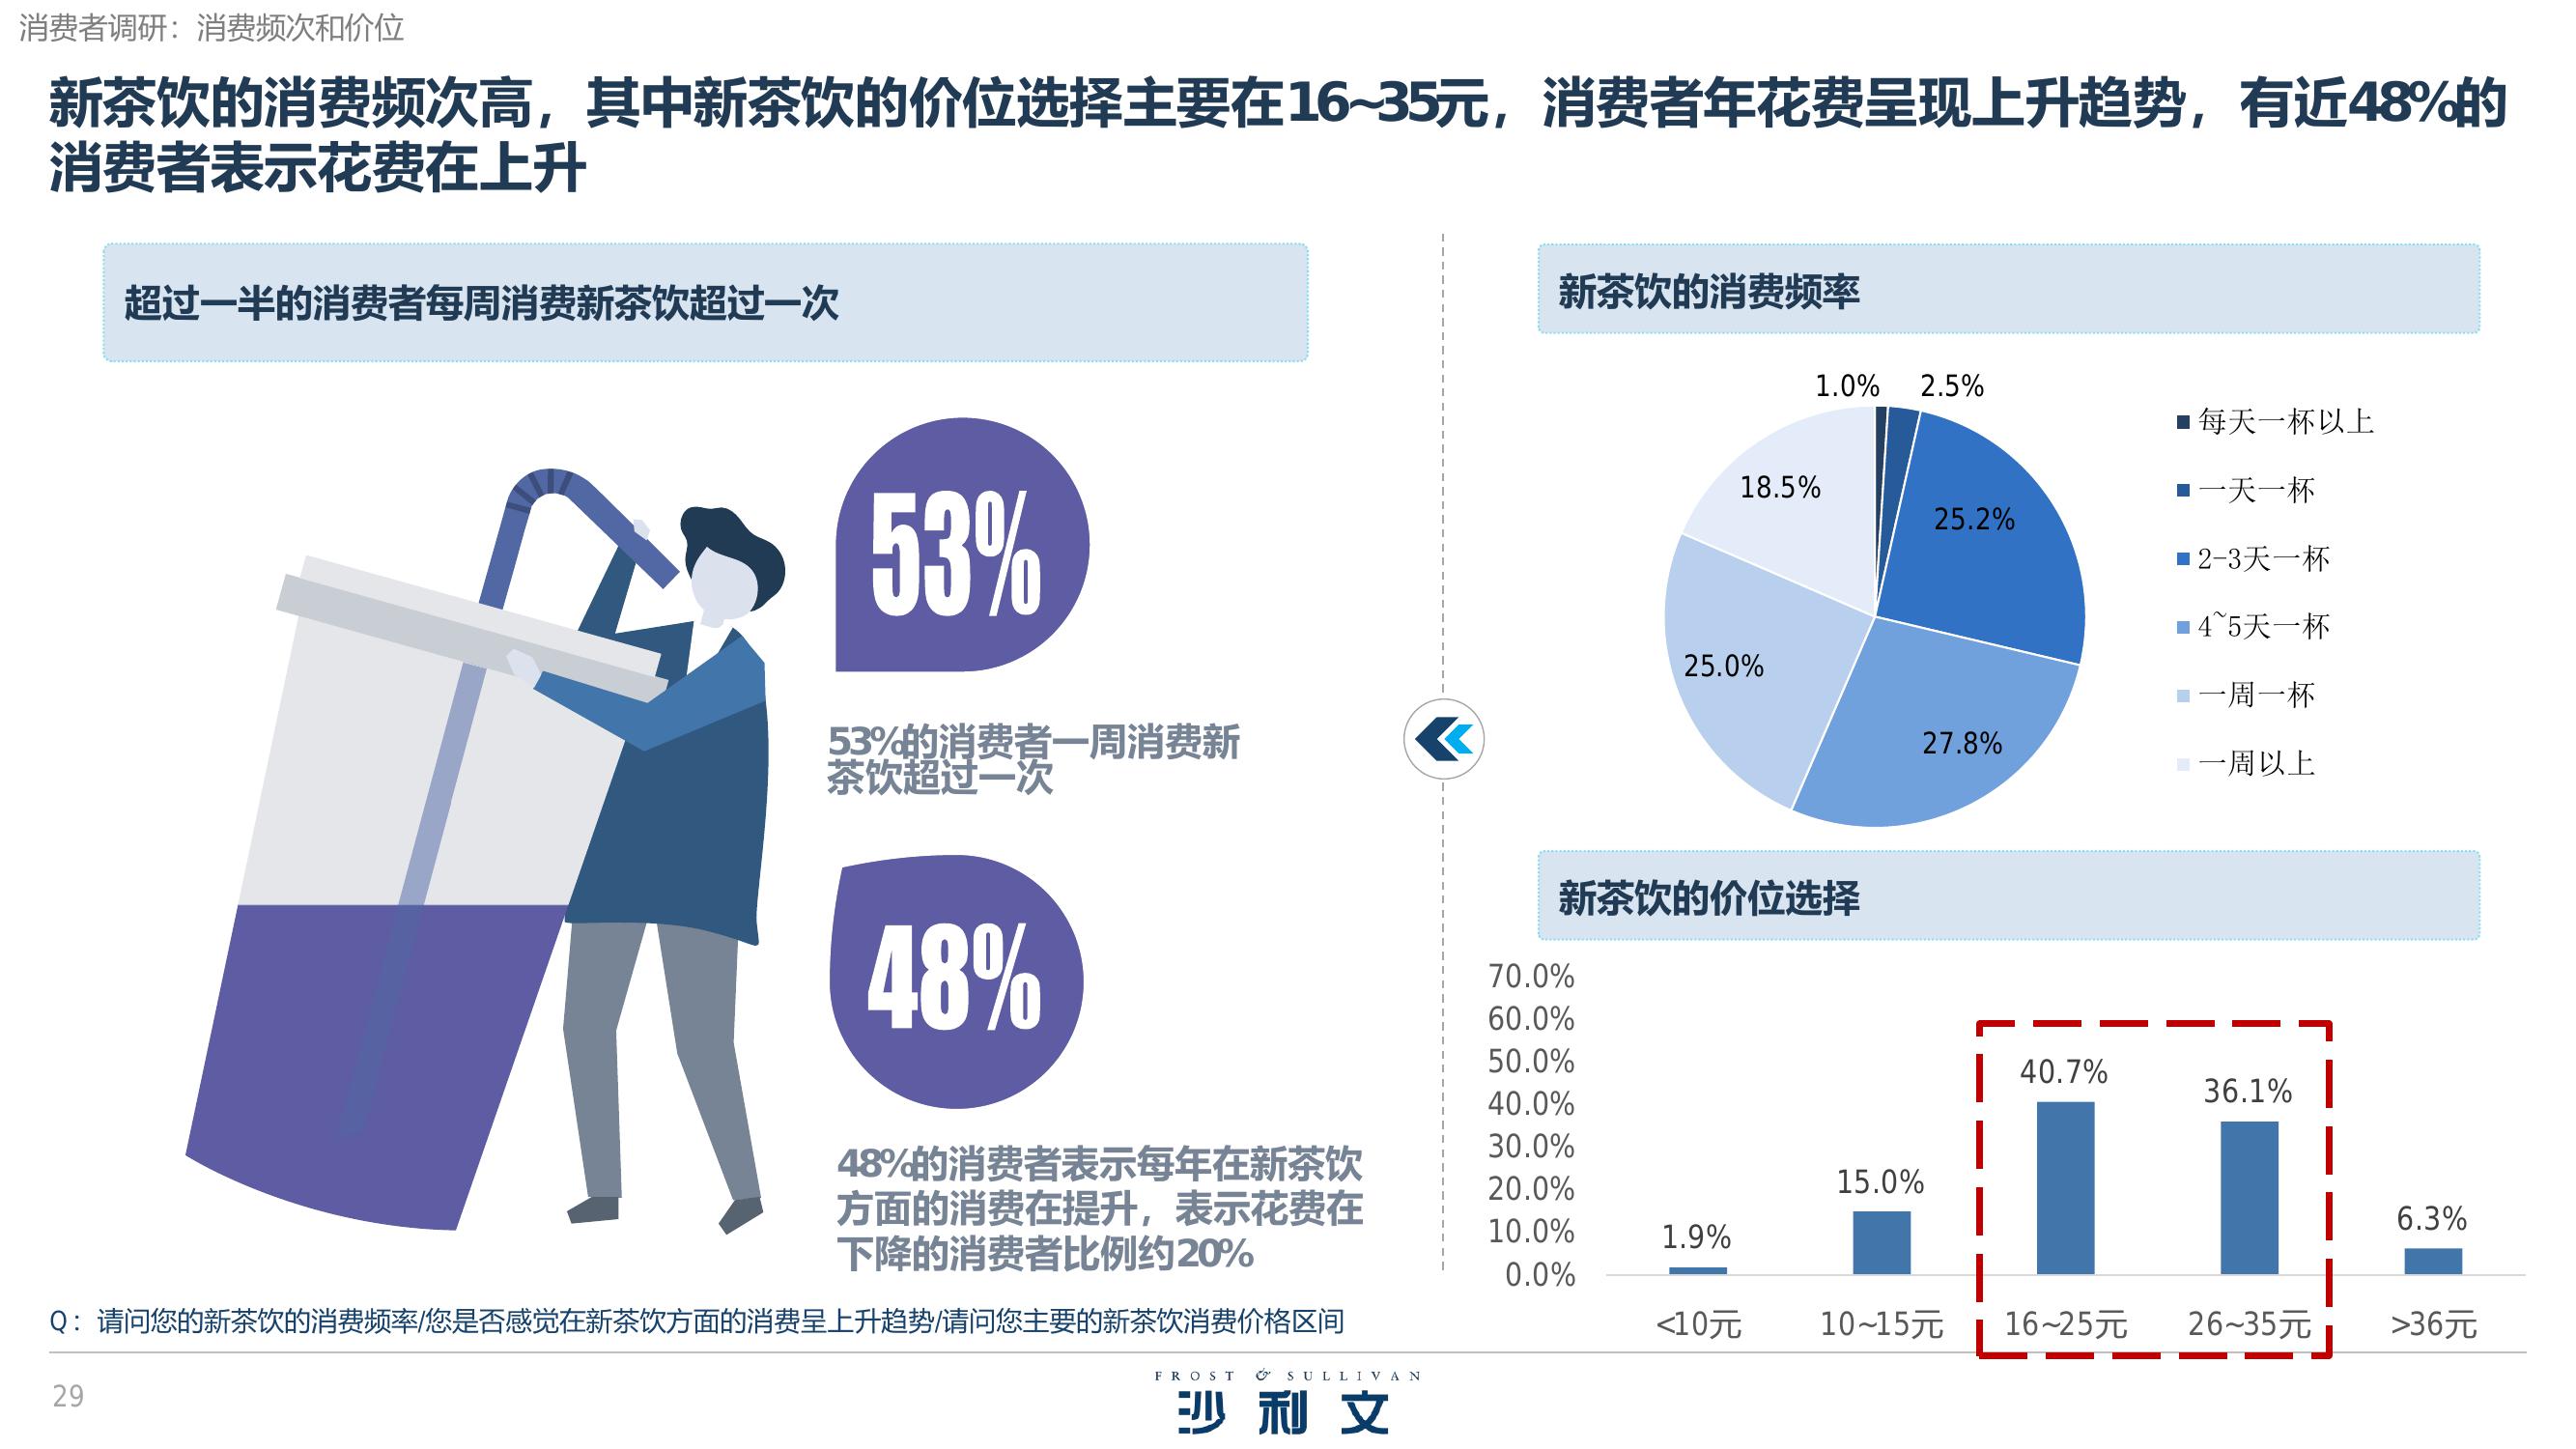 消费者调研：消费频次和价位
新茶饮的消费频次高，其中新茶饮的价位选择主要在16~35元，消费者年花费呈现上升趋势，有近48%的
消费者表示花费在上升
超过一半的消费者每周消费新茶饮超过一次
53%
53%的消费者一周消费新
茶饮超过一次
48%
48%的消费者表示每年在新茶饮
方面的消费在提升，表示花费在
下降的消费者比例约20%
新茶饮的消费频率
1.0%
2.5%
25.2%
27.8%
25.0%
18.5%
每天一杯以上
一天一杯
2-3天一杯
4~5天一杯
一周一杯
一周以上
新茶饮的价位选择
70.0%
60.0%
50.0%
40.0%
30.0%
20.0%
10.0%
0.0%
1.9%
15.0%
40.7%
36.1%
6.3%
<10元
10~15元
16~25元
26~35元
>36元
Q：请问您的新茶饮的消费频率/您是否感觉在新茶饮方面的消费呈上升趋势/请问您主要的新茶饮消费价格区间
29
FROST & SULLIVAN
沙利文